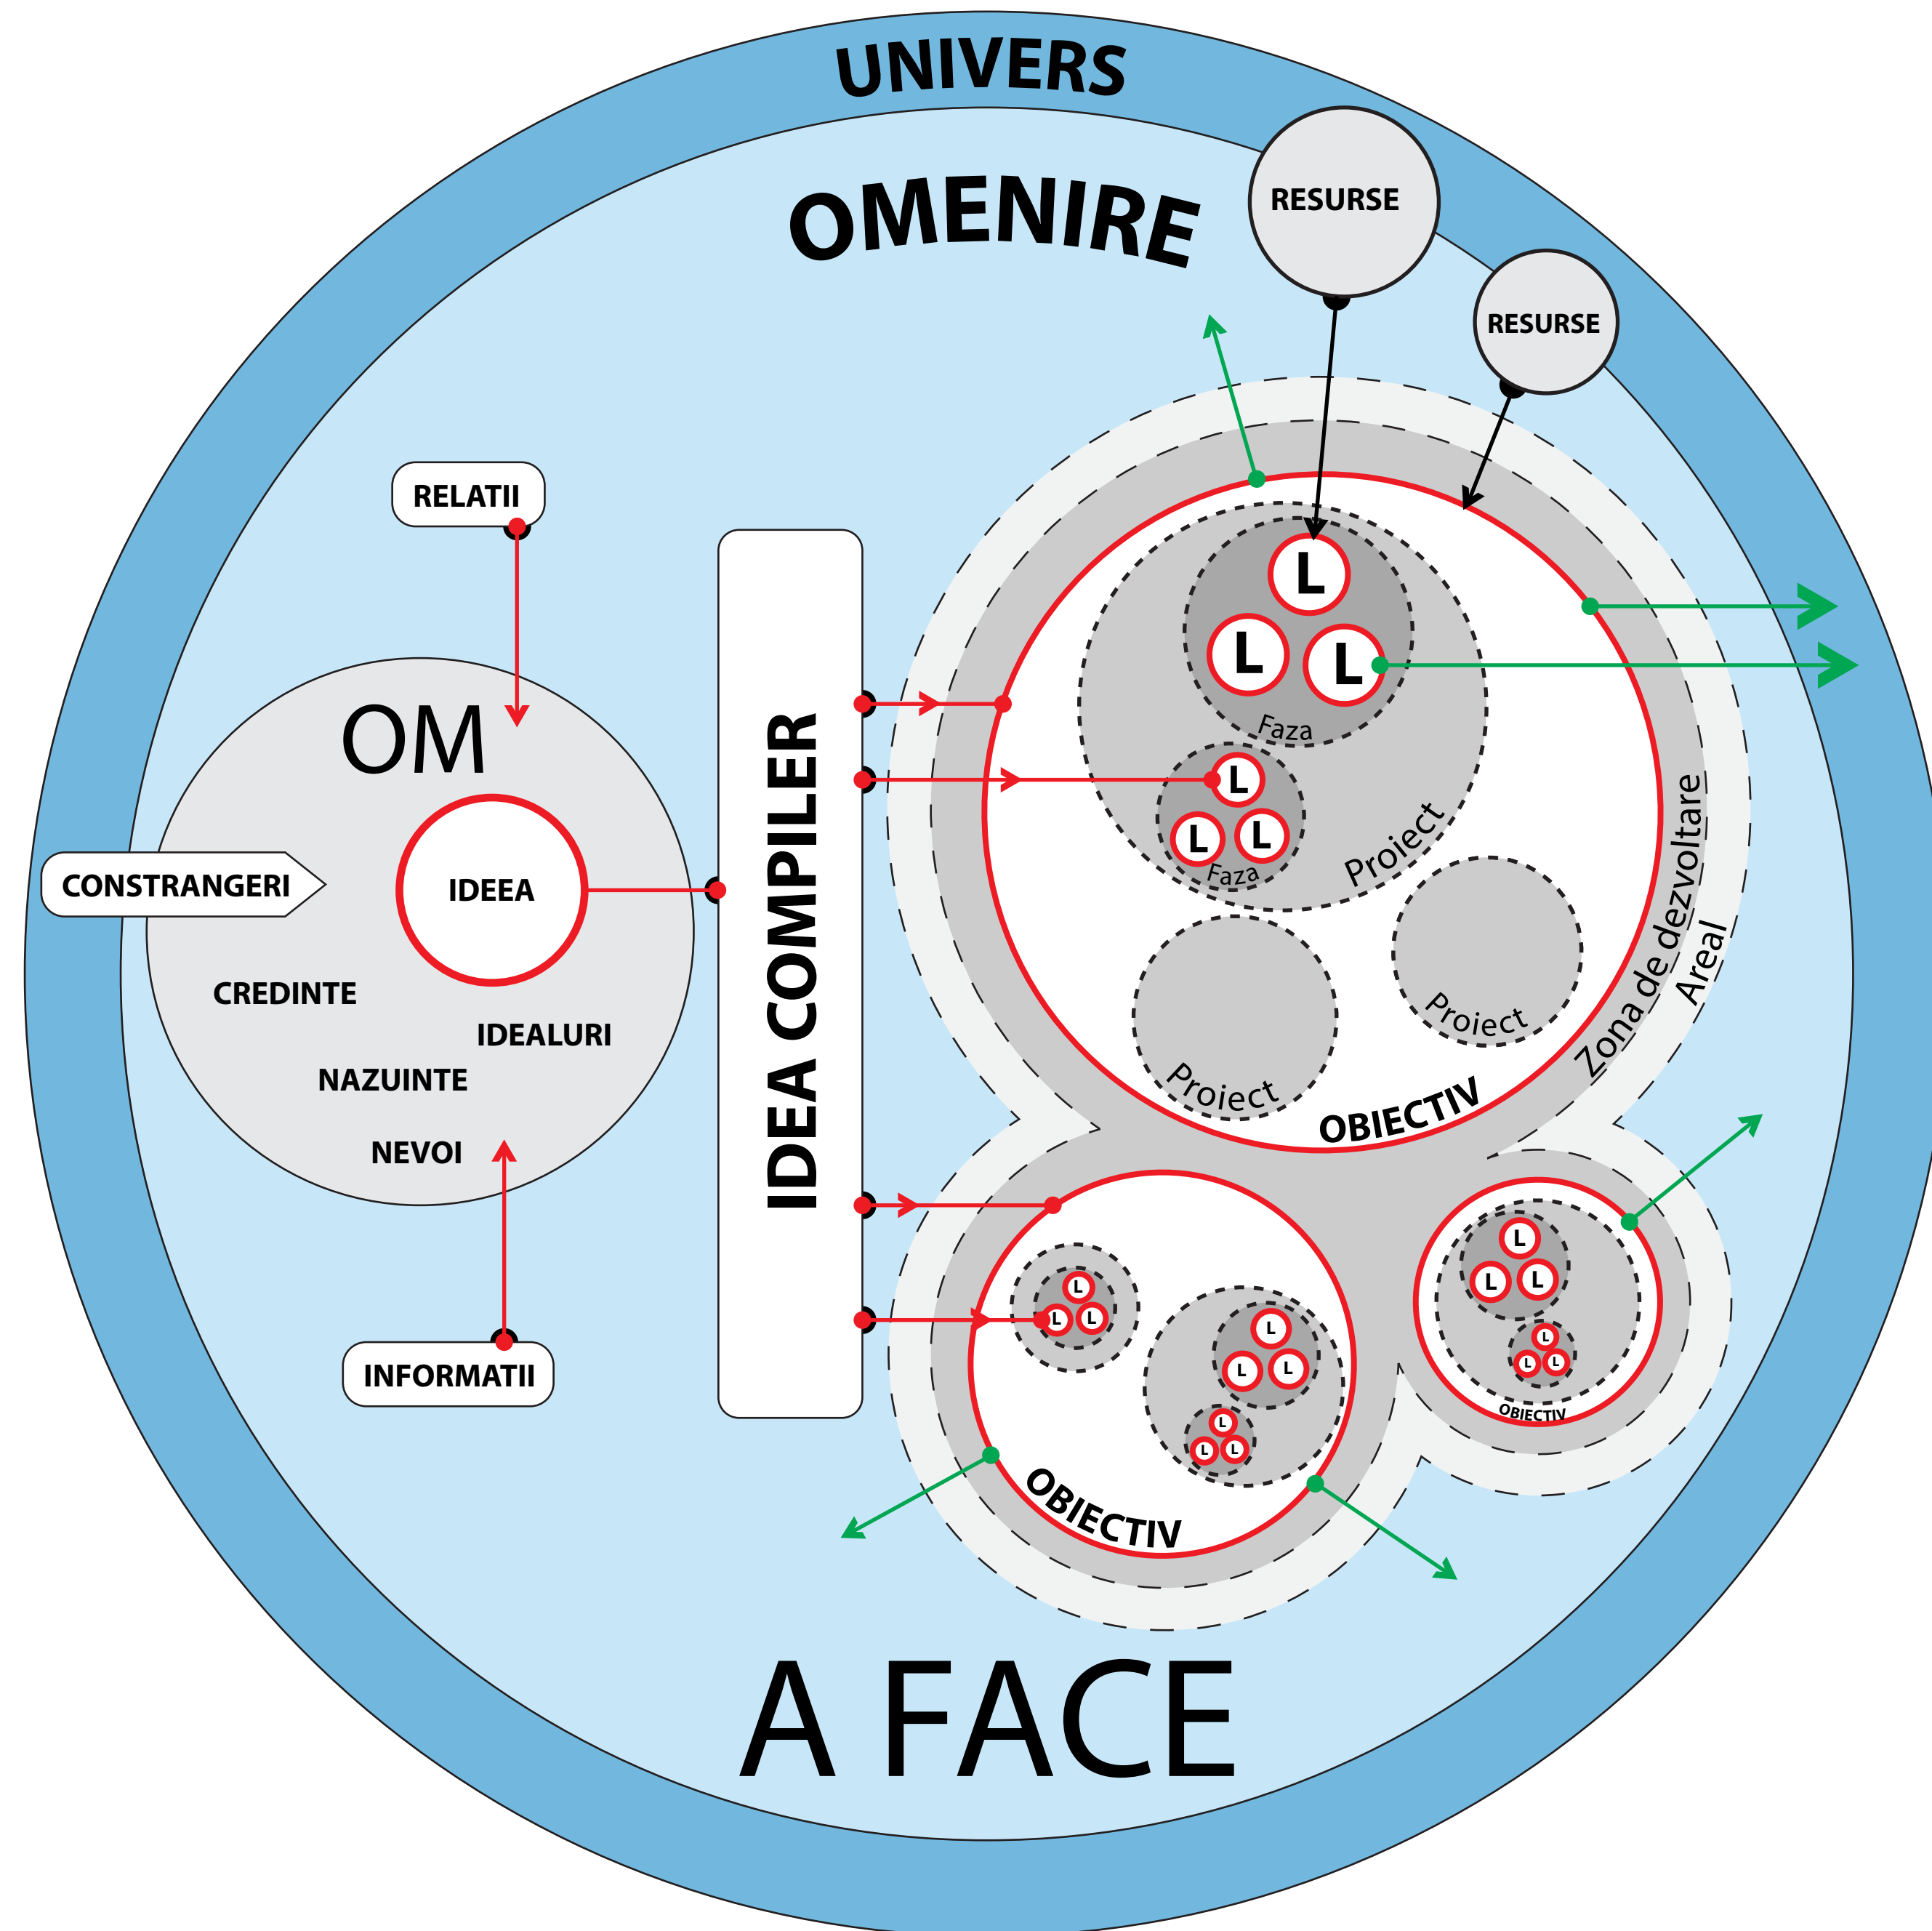 UNIVERS
OMENIRE
RESURSE
RESURSE
RELATII
OM
CONSTRANGERI
IDEEA
CREDINTE
IDEALURI
NAZUINTE
NEVOI
INFORMATII
IDEA COMPILER
L
L
L
Faza
L
L
L
Faza
Proiect
Proiect
Proiect
OBIECTIV
Zona de dezvoltare
Areal
L
L
L
L
L
L
L
L
L
OBIECTIV
L
L
L
L
L
L
OBIECTIV
A FACE